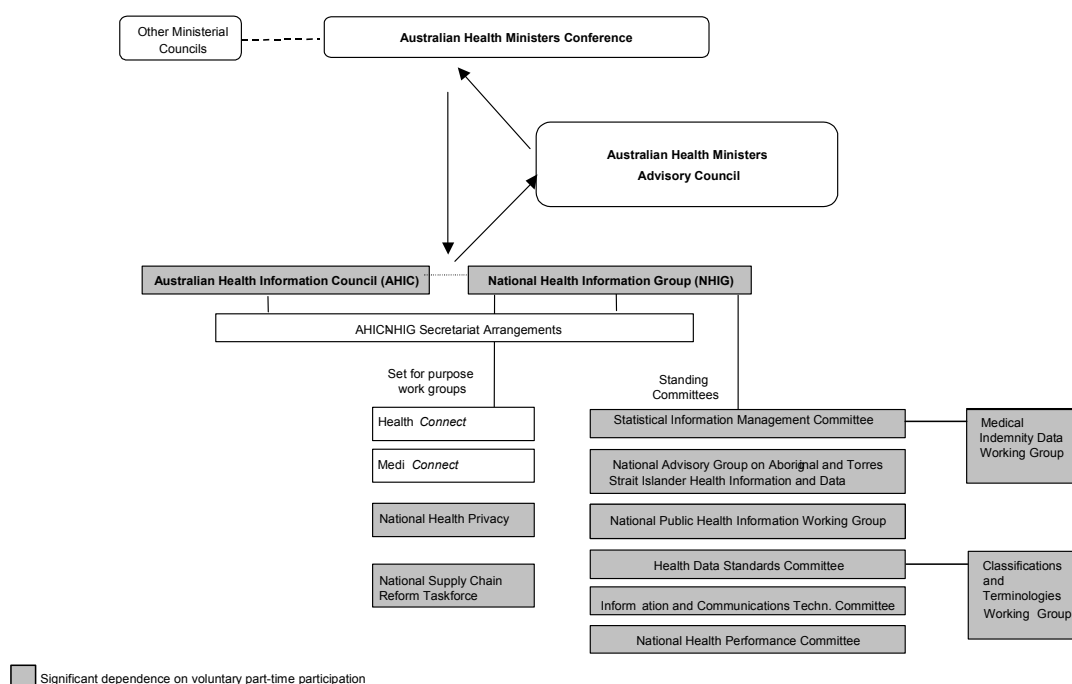 Other Ministerial
Councils
Australian Health Ministers Conference
Australian Health Ministers
Advisory Council
Australian Health Information Council (AHIC)
National Health Information Group (NHIG)
AHIC-NHIG Secretariat Arrangements
Set for purpose
work groups
Standing
Committees
Health Connect
Medi Connect
National Health Privacy
National Supply Chain
Reform Taskforce
Statistical Information Management Committee
National Advisory Group on Aboriginal and Torres
Strait Islander Health Information and Data
National Public Health Information Working Group
Health Data Standards Committee
Inform ation and Communications Techn. Committee
National Health Performance Committee
Medical
Indemnity Data
Working Group
Classifications
and
Terminologies
Working Group
Significant dependence on voluntary part-time participation